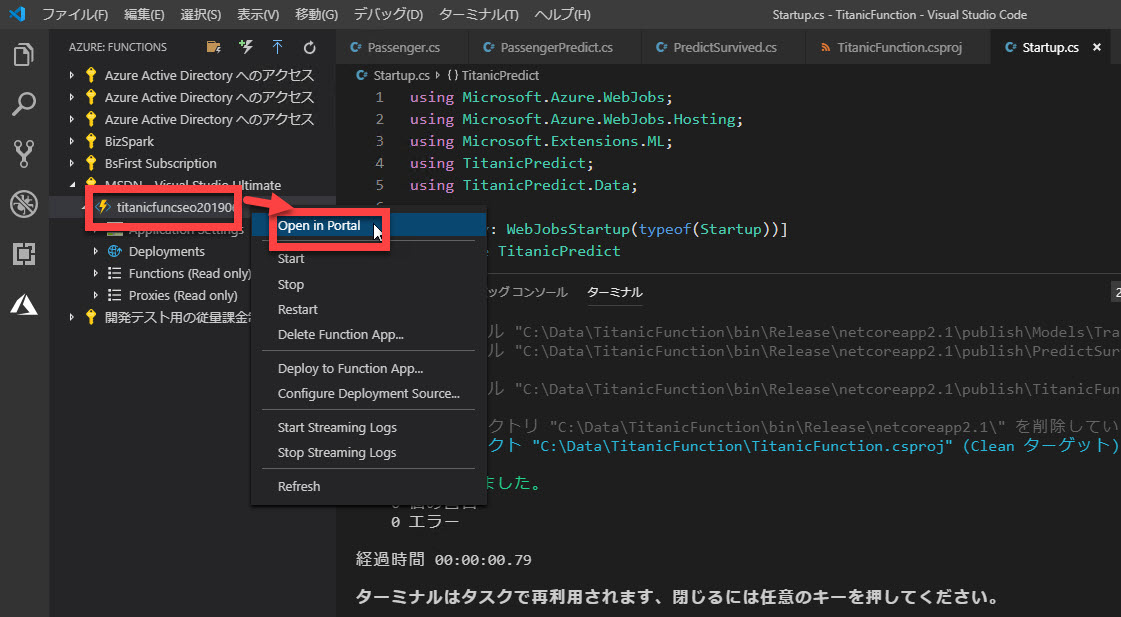 ファイル(F) 編集(E) 選択(S) 表示(V) 移動(G) デバッグ(D) ターミナル(T) ヘルプ(H) Startup.cs - TitanicFunction - Visual Studio Code
AZURE: FUNCTIONS
Azure Active Directory へのアクセス
Azure Active Directory へのアクセス
Azure Active Directory へのアクセス
BizSpark
BsFirst Subscription
MSDN - Visual Studio Ultimate
titanicfuncseo20190
Application Settings
Deployments
Functions (Read only)
Proxies (Read only)
開発テスト用の従量課金
Open in Portal
Start
Stop
Restart
Delete Function App...
Deploy to Function App...
Configure Deployment Source...
Start Streaming Logs
Stop Streaming Logs
Refresh
Passenger.cs PassengerPredict.cs PredictSurvived.cs TitanicFunction.csproj Startup.cs ×
Startup.cs {} TitanicPredict
1 using Microsoft.Azure.WebJobs;
2 using Microsoft.Azure.WebJobs.Hosting;
3 using Microsoft.Extensions.ML;
4 using TitanicPredict;
5 using TitanicPredict.Data;
6
: WebJobsStartup(typeof(Startup))]
TitanicPredict
ッグ コンソール ターミナル 2
ル "C:\Data\TitanicFunction\bin\Release\netcoreapp2.1\publish\Models\Tra
ル "C:\Data\TitanicFunction\bin\Release\netcoreapp2.1\publish\PredictSur
ル "C:\Data\TitanicFunction\bin\Release\netcoreapp2.1\publish\TitanicFun
クトリ "C:\Data\TitanicFunction\bin\Release\netcoreapp2.1\" を削除してい
クト "C:\Data\TitanicFunction\TitanicFunction.csproj" (Clean ターゲット)
ました。
0 エラー
経過時間 00:00:00.79
ターミナルはタスクで再利用されます、閉じるには任意のキーを押してください。